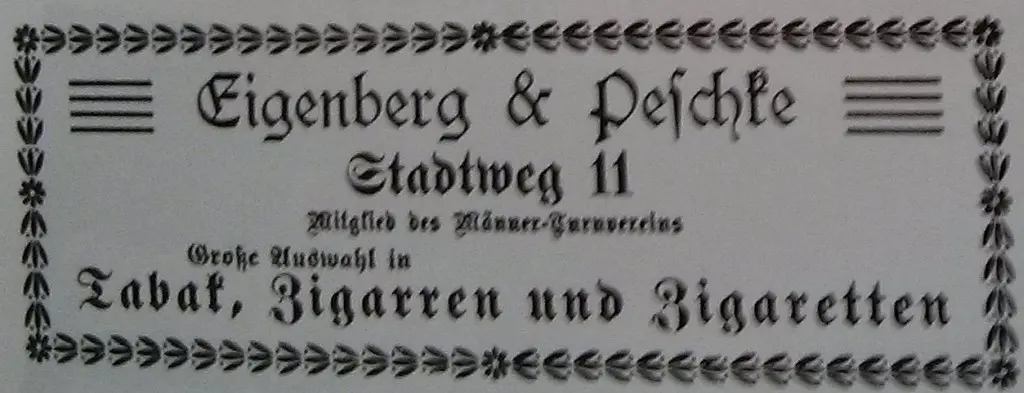 Eigenberg & Peſchke
Stadtweg 11
Mitglied des Männer-Turnvereins
Große Auswahl in
Tabak, Zigarren und Zigaretten